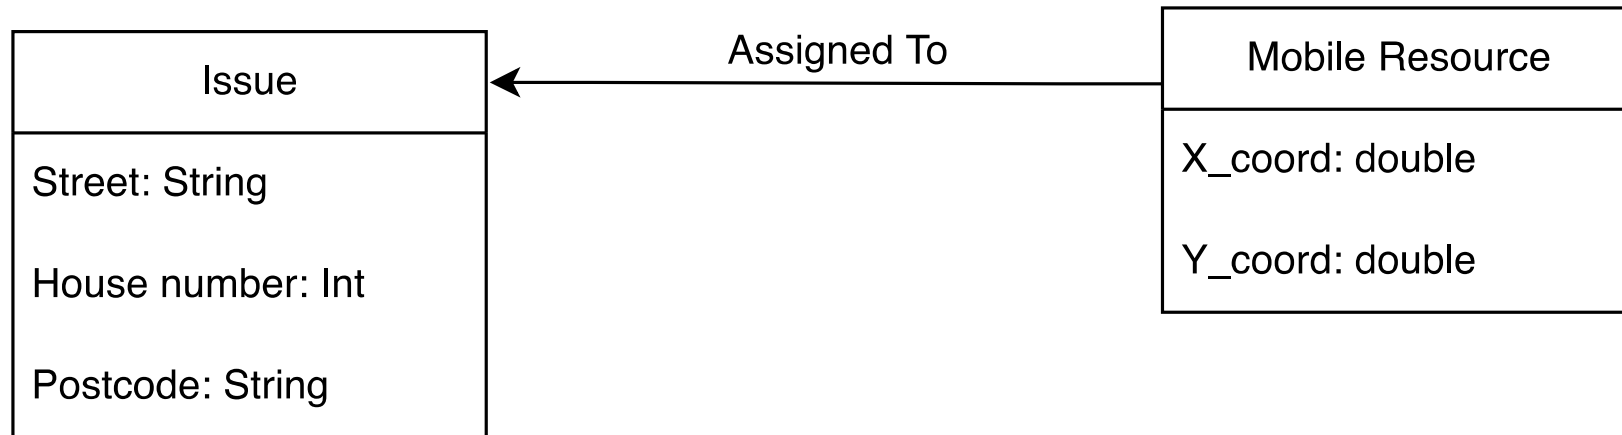 Issue
Street: String
House number: Int
Postcode: String
Assigned To
Mobile Resource
X_coord: double
Y_coord: double